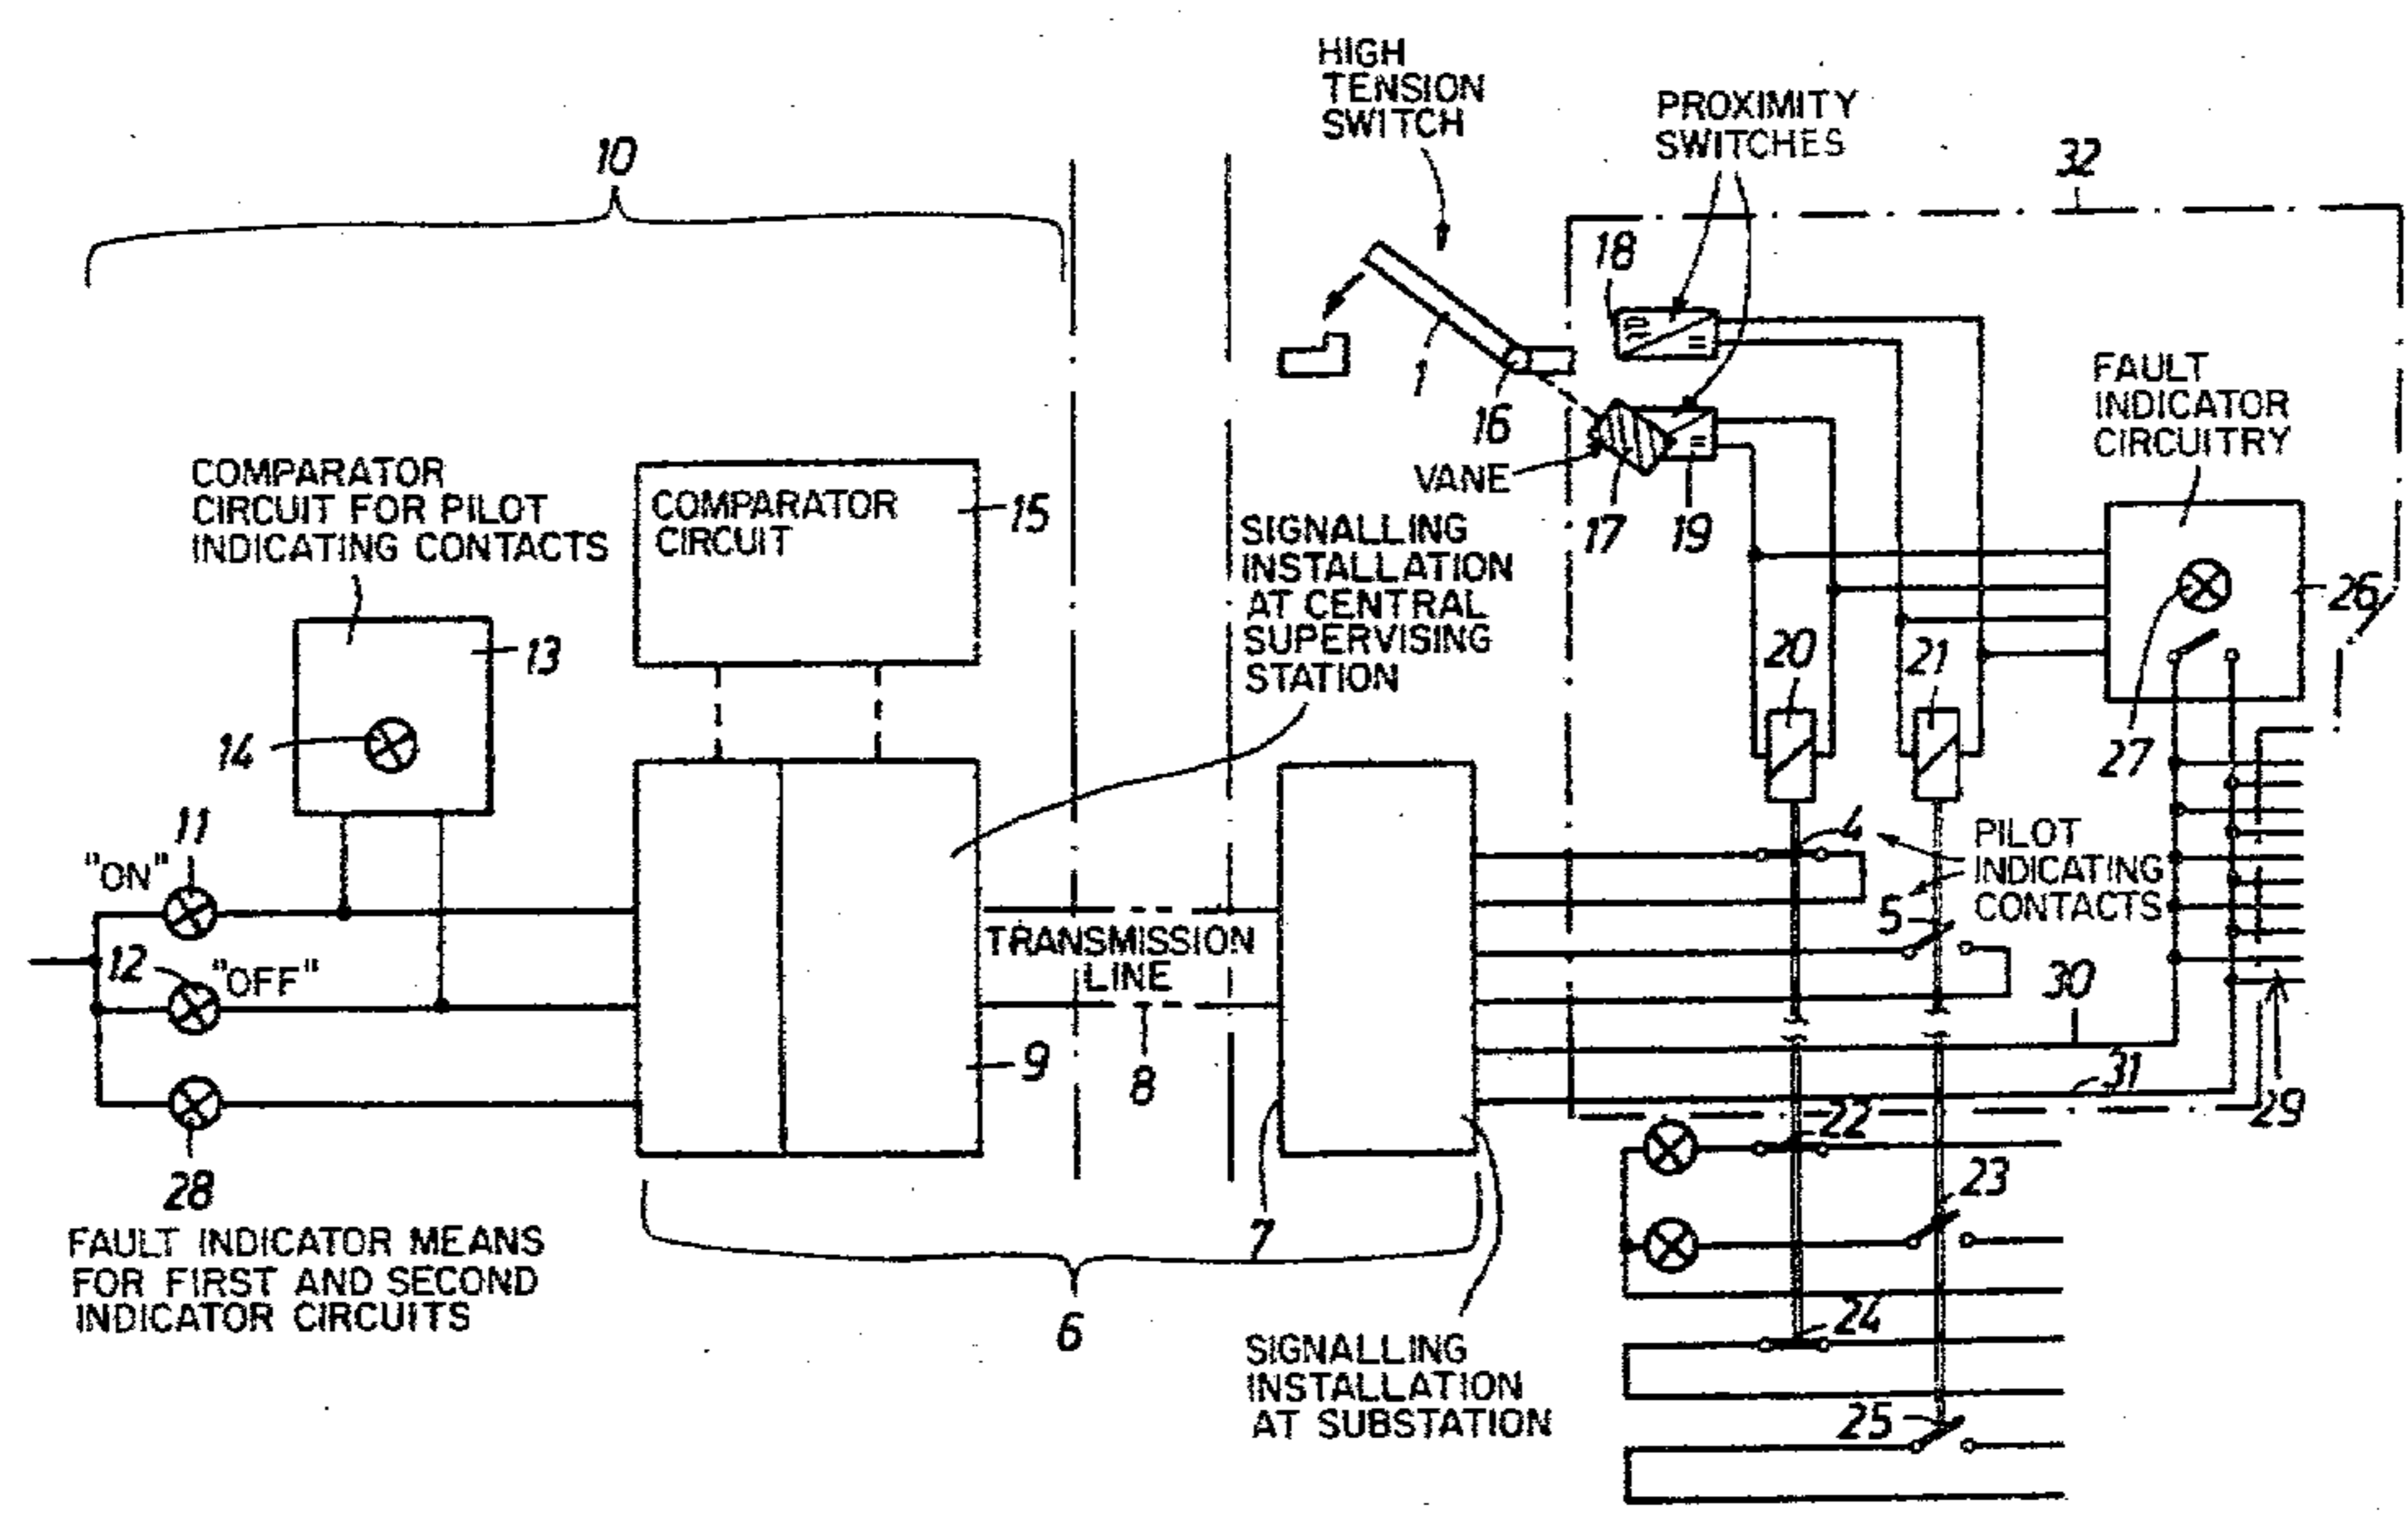 HIGH
TENSION
SWITCH
PROXIMITY
SWITCHES
10
32
18
1
16
FAULT
INDICATOR
CIRCUITRY
VANE
17
19
COMPARATOR
CIRCUIT FOR PILOT
INDICATING CONTACTS
COMPARATOR
CIRCUIT
15
SIGNALLING
INSTALLATION
AT CENTRAL
SUPERVISING
STATION
26
13
20
21
14
27
11
"ON"
4
PILOT
INDICATING
CONTACTS
5
12
"OFF"
TRANSMISSION
LINE
30
9
8
31
29
22
28
7
23
FAULT INDICATOR MEANS
FOR FIRST AND SECOND
INDICATOR CIRCUITS
6
24
SIGNALLING
INSTALLATION
AT SUBSTATION
25